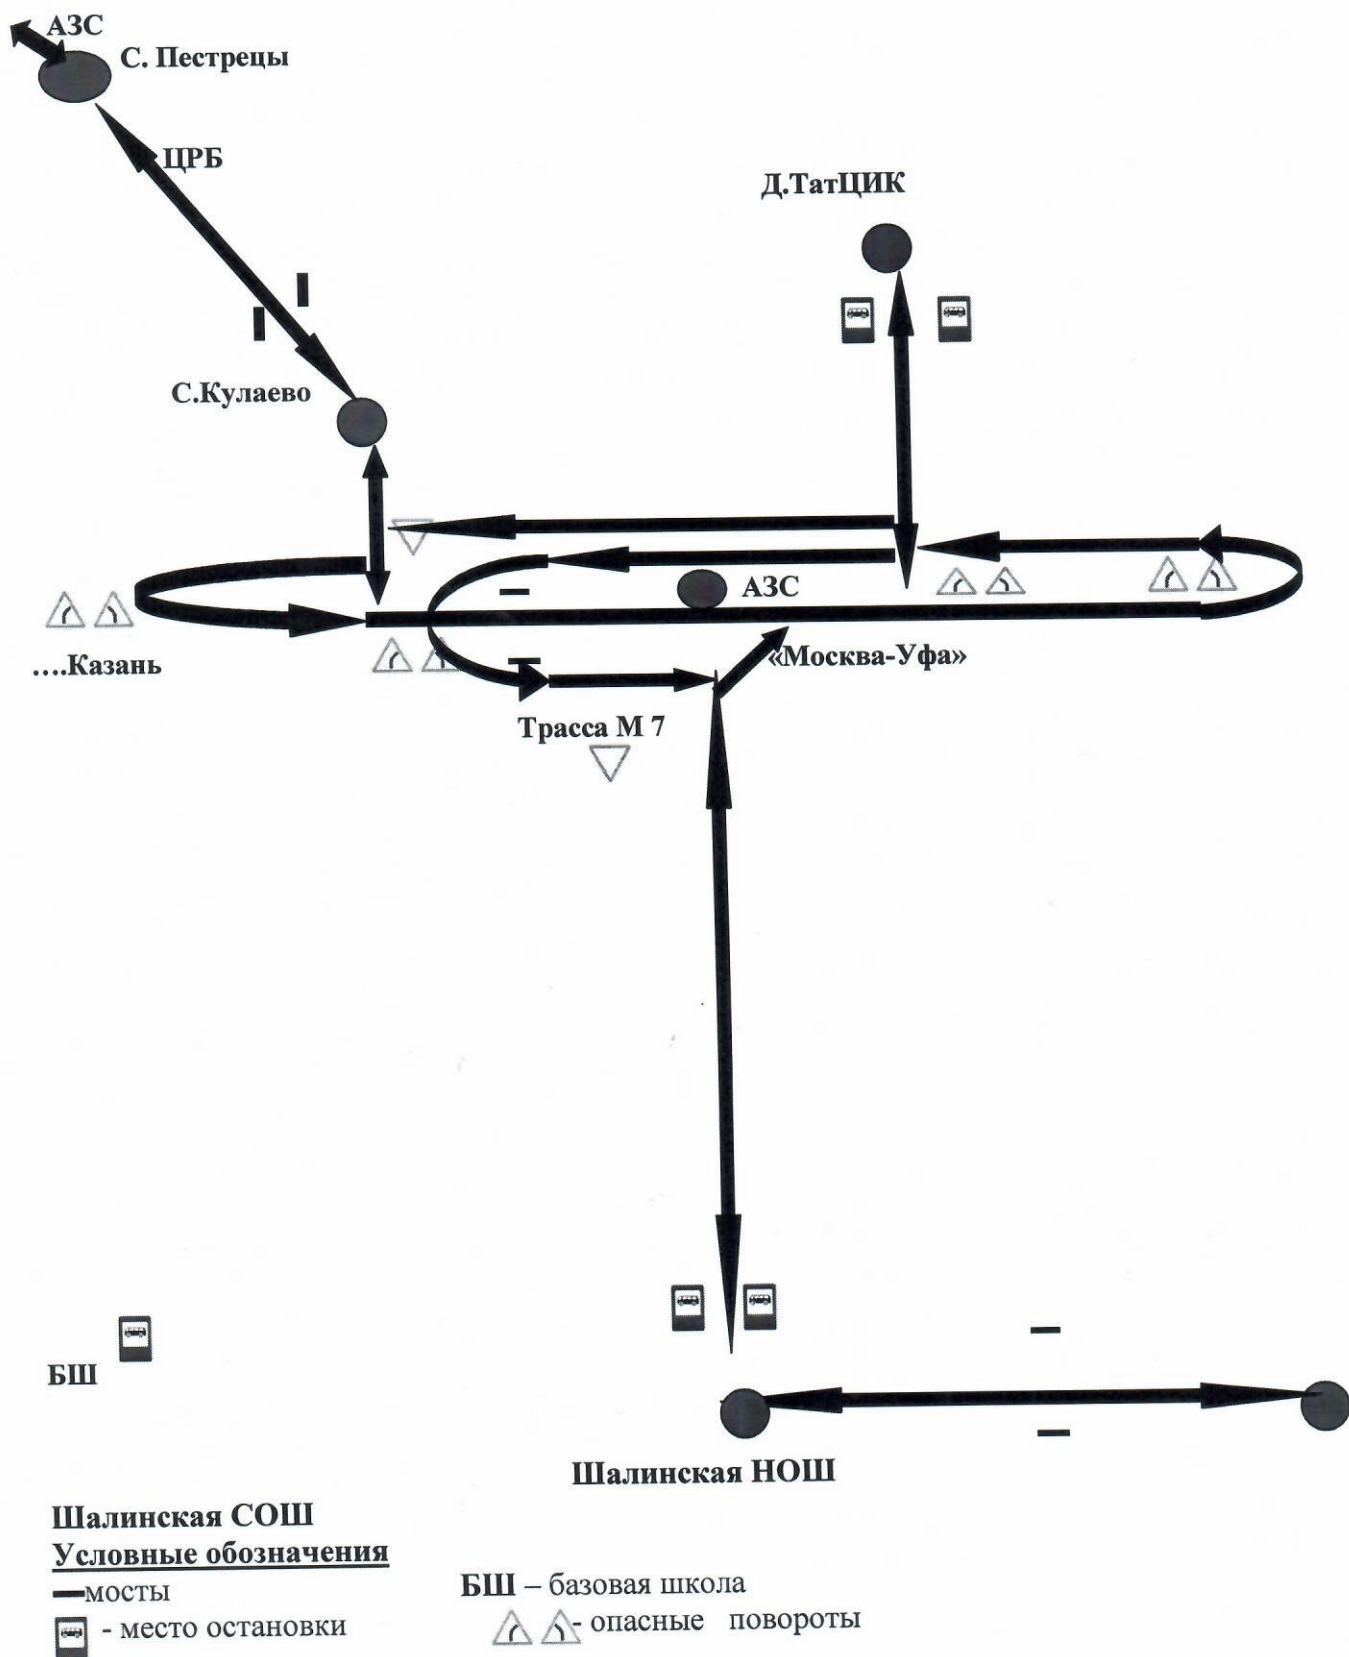 АЗС
С. Пестрецы
ЦРБ
Д.ТатЦИК
С.Кулаево
АЗС
«Москва-Уфа»
….Казань
Трасса М 7
БШ
Шалинская НОШ
Шалинская СОШ
Условные обозначения
мосты
БШ – базовая школа
- место остановки
- опасные повороты